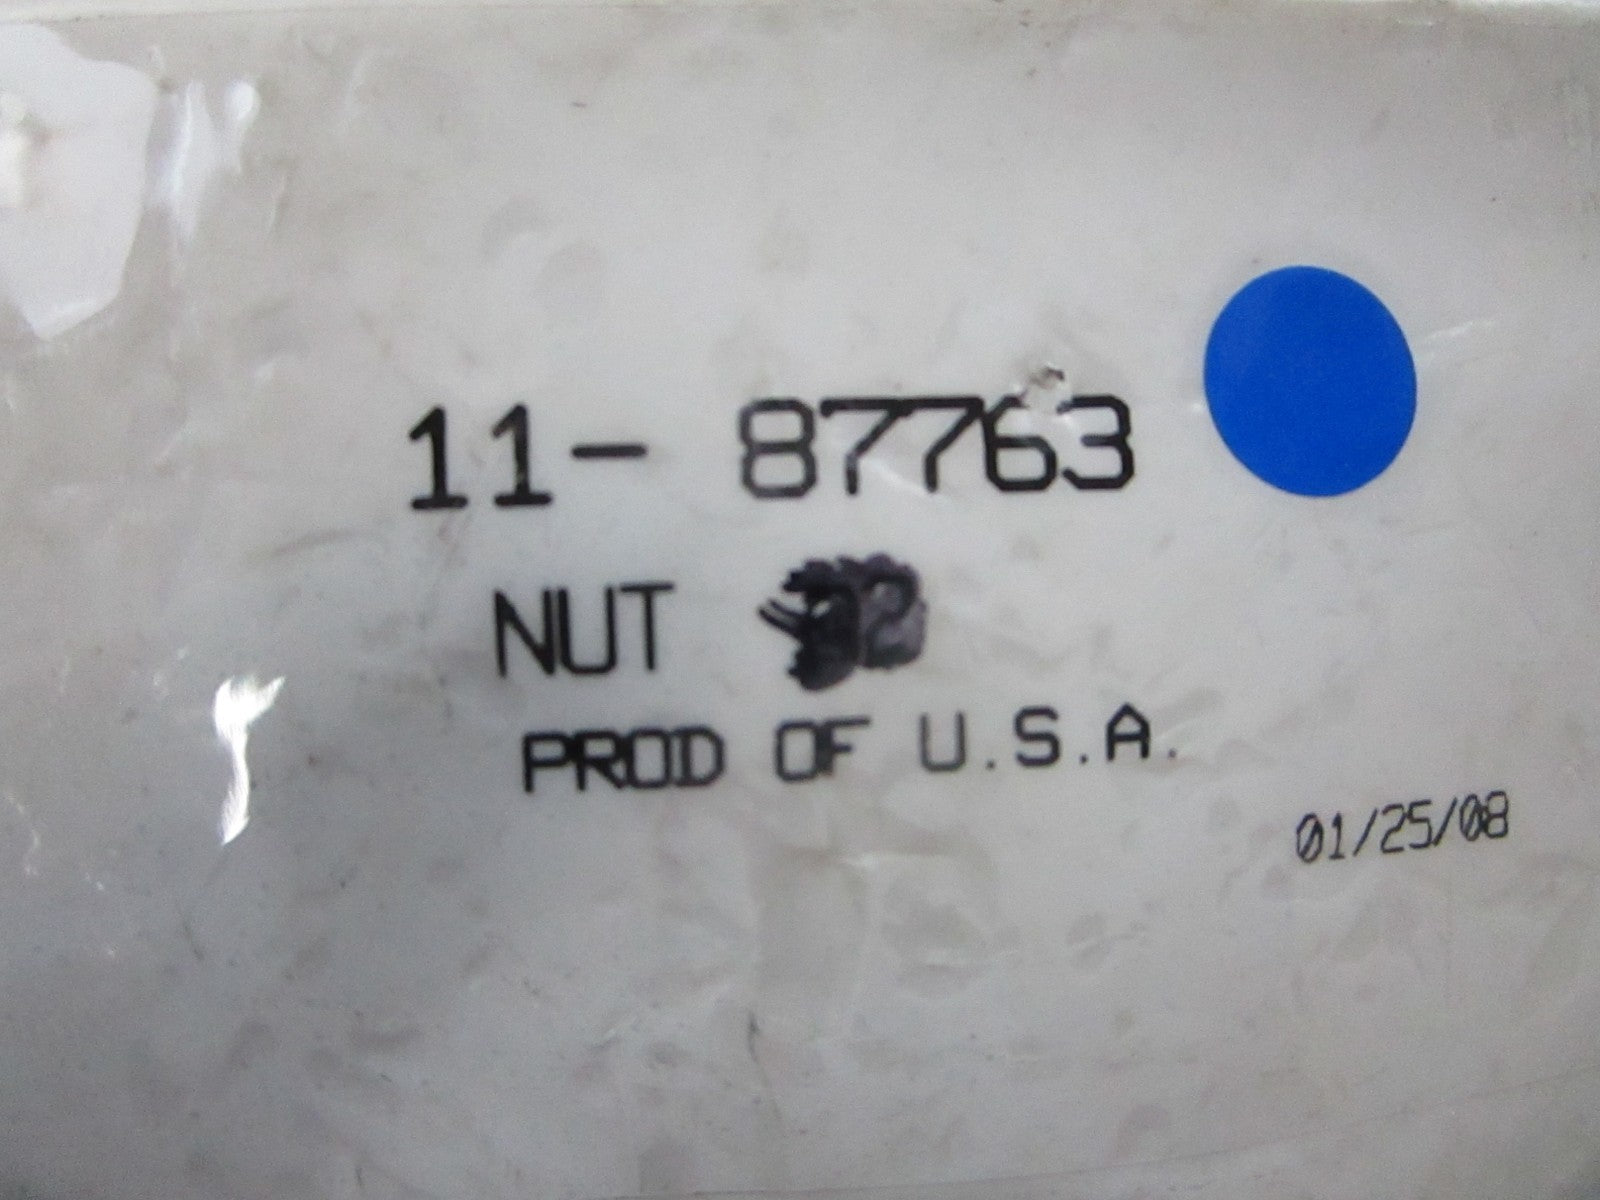 11- 87763
NUT
PROD OF U.S.A.
01/25/08